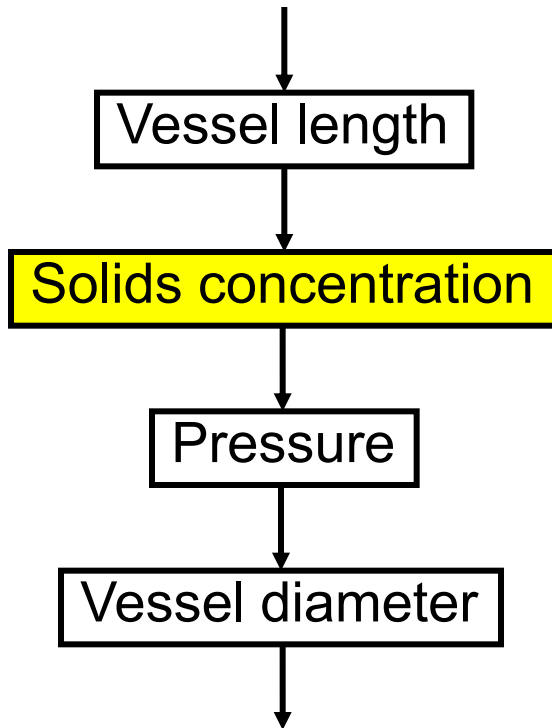 Vessel length
Solids concentration
Pressure
Vessel diameter